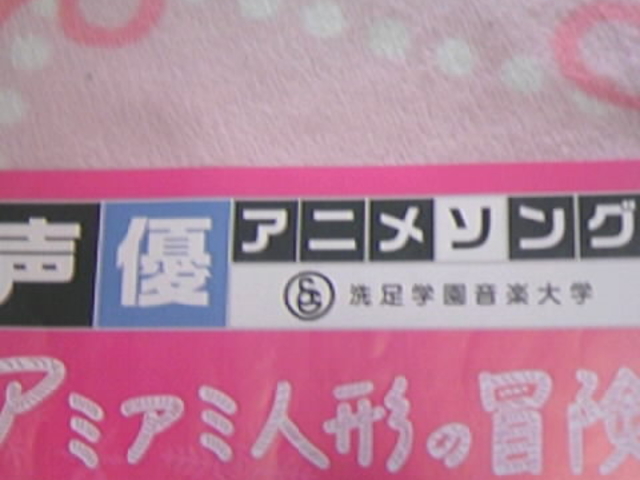 声優アニメソング
洗足学園音楽大学
アミアミ人形の冒険